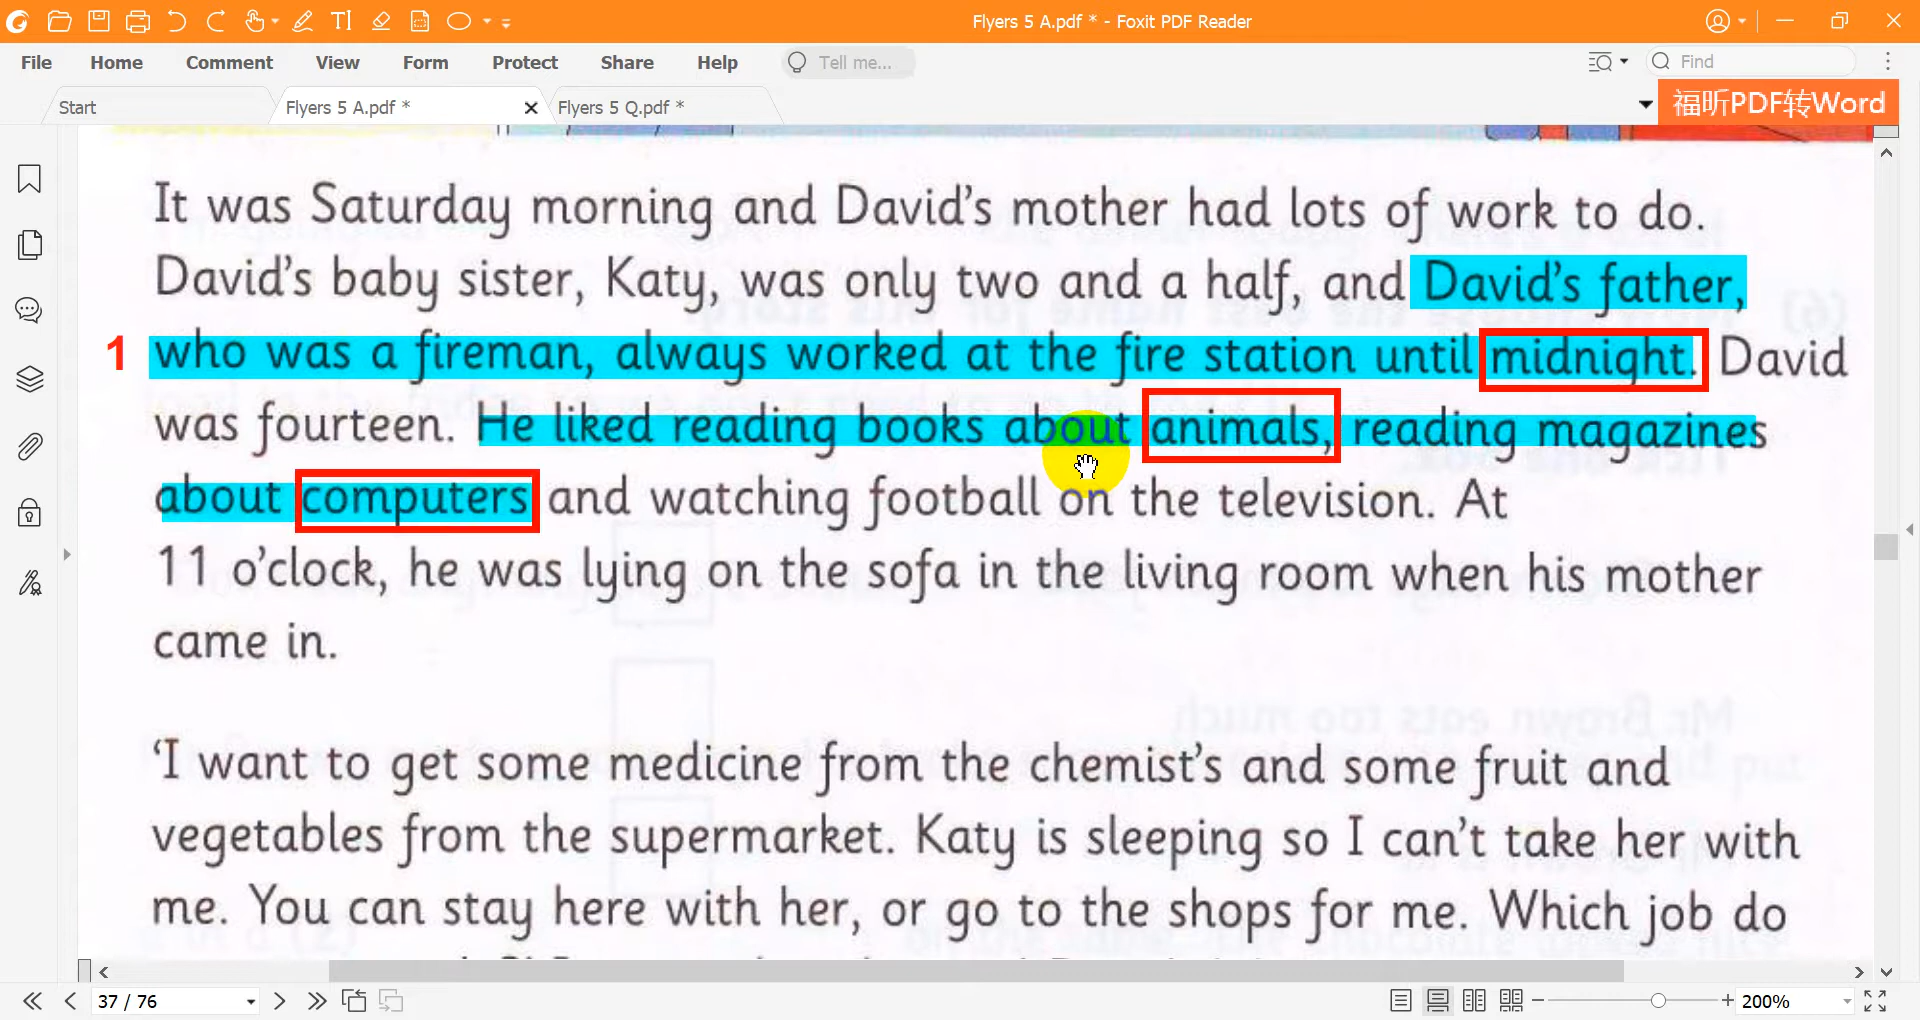 Flyers 5 A.pdf * - Foxit PDF Reader
File Home Comment View Form Protect Share Help Tell me... Find
Start Flyers 5 A.pdf * Flyers 5 Q.pdf * 福昕PDF转Word
It was Saturday morning and David's mother had lots of work to do.
David's baby sister, Katy, was only two and a half, and David's father,
1 who was a fireman, always worked at the fire station until midnight. David
was fourteen. He liked reading books about animals, reading magazines
about computers and watching football on the television. At
11 o'clock, he was lying on the sofa in the living room when his mother
came in.
'I want to get some medicine from the chemist's and some fruit and
vegetables from the supermarket. Katy is sleeping so I can't take her with
me. You can stay here with her, or go to the shops for me. Which job do
37 / 76 200%